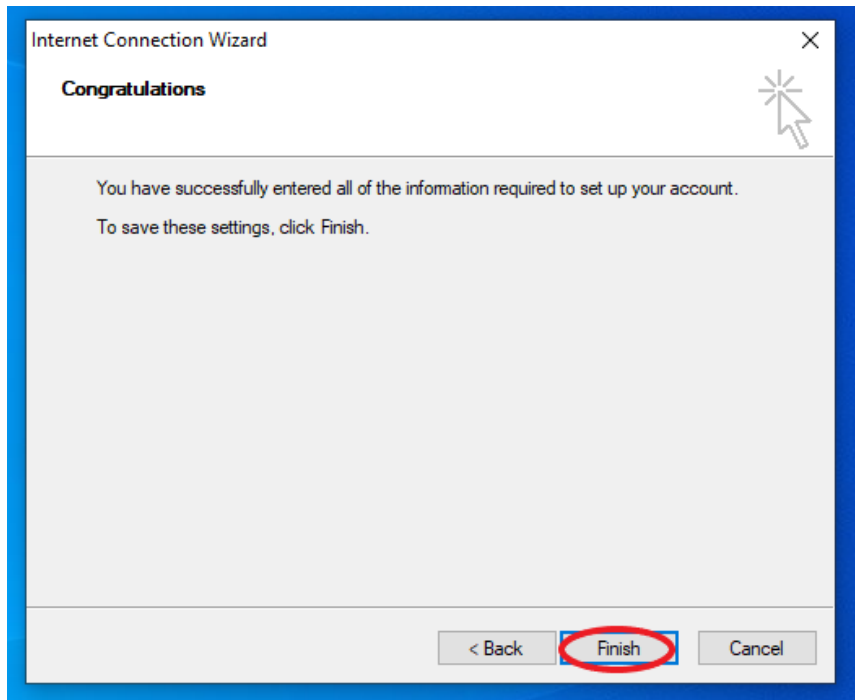 Internet Connection Wizard
Congratulations
You have successfully entered all of the information required to set up your account.
To save these settings, click Finish.
< Back
Finish
Cancel